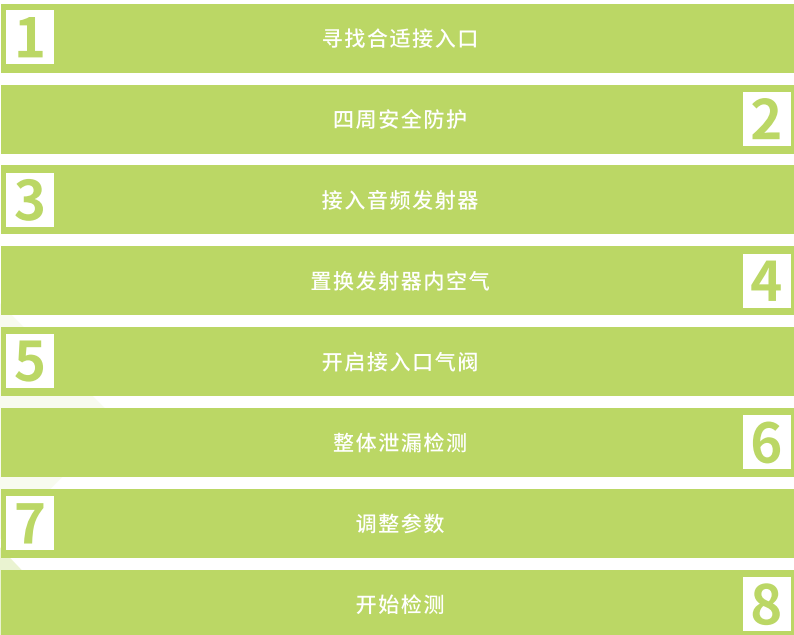 1 寻找合适接入口
四周安全防护 2
3 接入音频发射器
置换发射器内空气 4
5 开启接入口气阀
整体泄漏检测 6
7 调整参数
开始检测 8